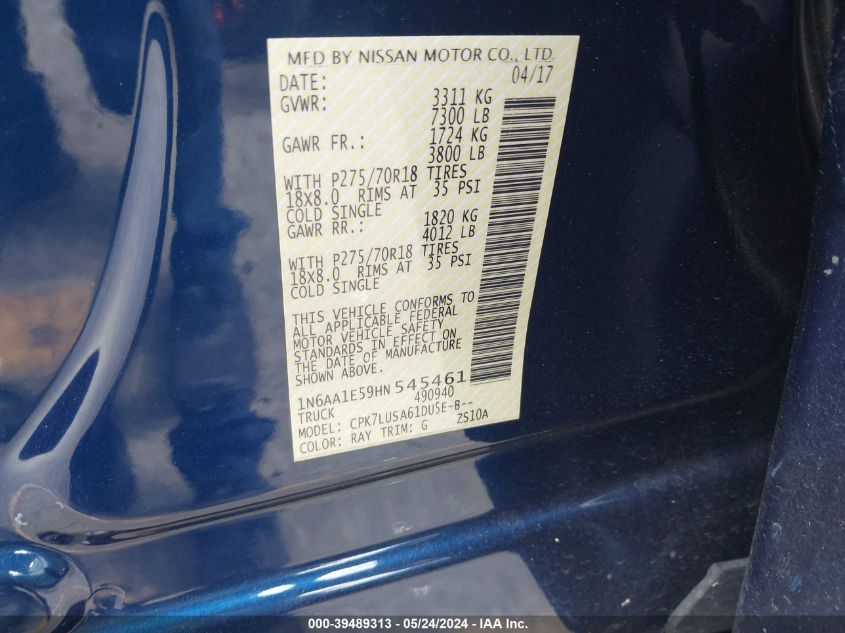 MFD BY NISSAN MOTOR CO., LTD.
DATE: 04/17
GVWR: 3311 KG
7300 LB
GAWR FR.: 1724 KG
3800 LB
WITH P275/70R18 TIRES
18X8.0 RIMS AT 35 PSI
COLD SINGLE
GAWR RR.: 1820 KG
4012 LB
WITH P275/70R18 TIRES
18X8.0 RIMS AT 35 PSI
COLD SINGLE
THIS VEHICLE CONFORMS TO
ALL APPLICABLE FEDERAL
MOTOR VEHICLE SAFETY
STANDARDS IN EFFECT ON
THE DATE OF MANUFACTURE
SHOWN ABOVE.
1N6AA1E59HN 545461
TRUCK 490940
MODEL: CPK7LUSA61DU5E-B--
COLOR: RAY TRIM: G ZS10A
000-39489313 - 05/24/2024 - IAA Inc.